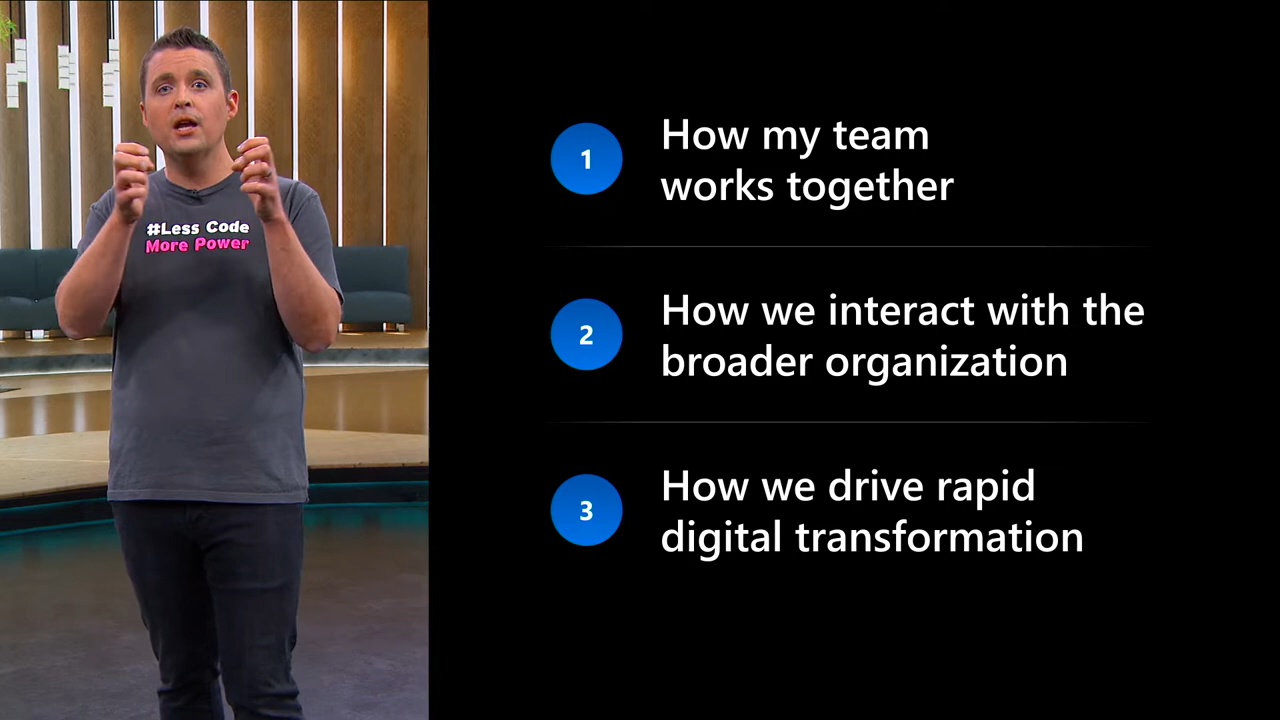 #Less Code
More Power
1
How my team
works together
2
How we interact with the
broader organization
3
How we drive rapid
digital transformation